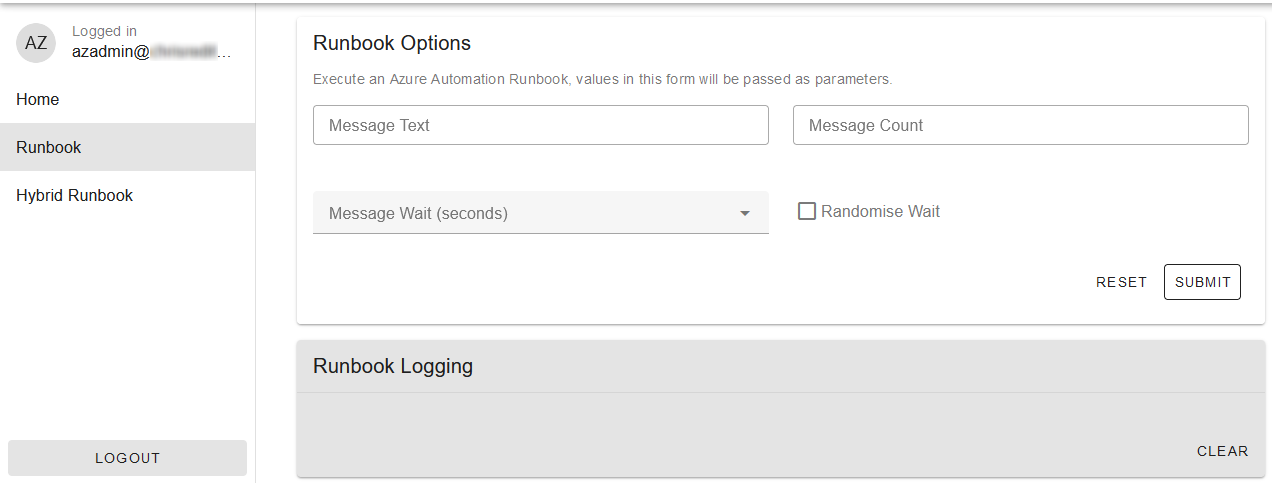 AZ
Logged in
azadmin@
Home
Runbook
Hybrid Runbook
LOGOUT
Runbook Options
Execute an Azure Automation Runbook, values in this form will be passed as parameters.
Message Text
Message Count
Message Wait (seconds)
Randomise Wait
RESET
SUBMIT
Runbook Logging
CLEAR